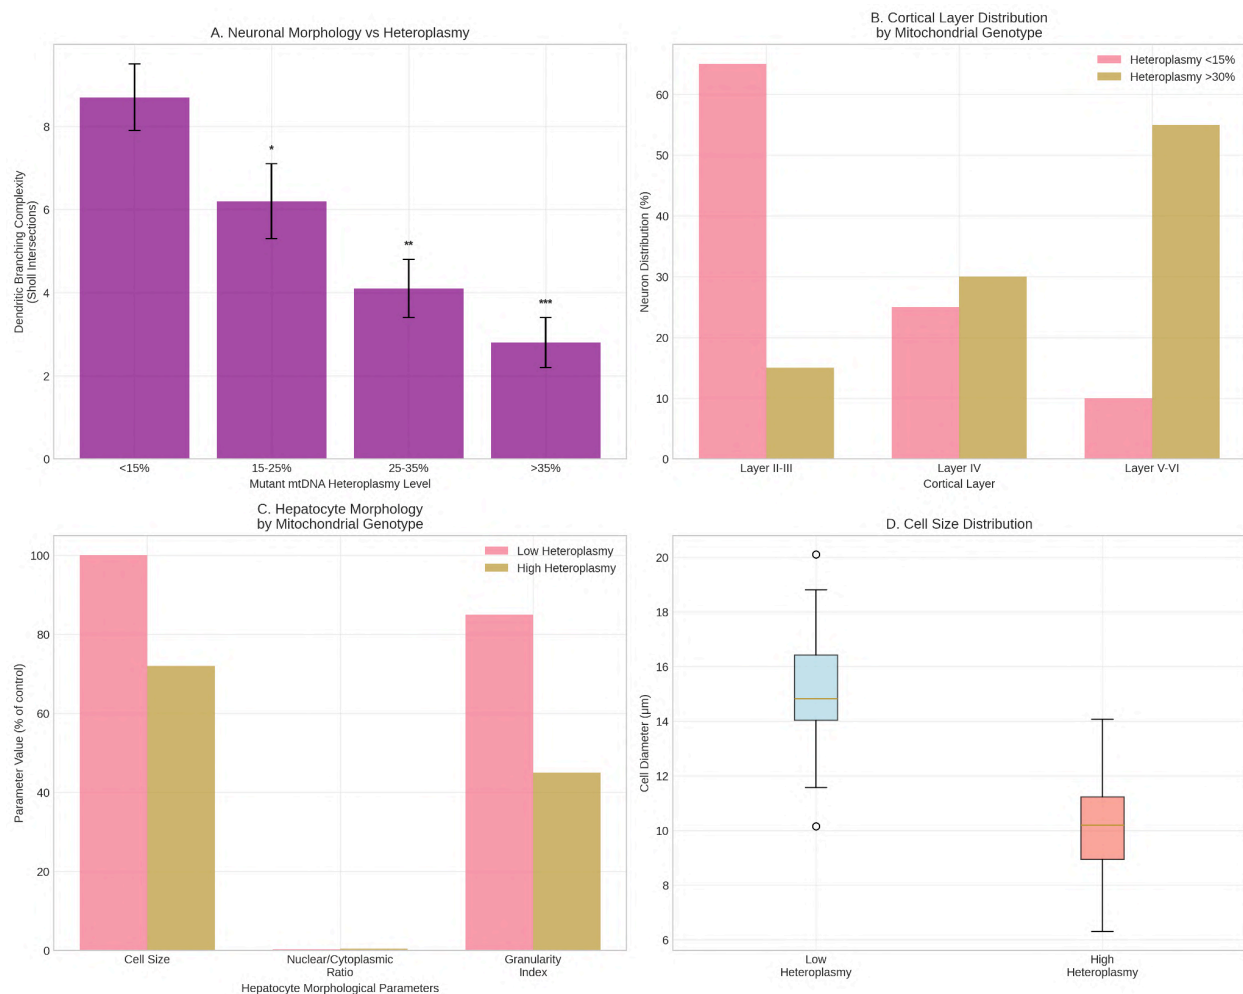 A. Neuronal Morphology vs Heteroplasmy
Dendritic Branching Complexity
(Sholl Intersections)
8
6
4
2
0
*
**
***
<15%
15-25%
25-35%
>35%
Mutant mtDNA Heteroplasmy Level
B. Cortical Layer Distribution
by Mitochondrial Genotype
Heteroplasmy <15%
Heteroplasmy >30%
Neuron Distribution (%)
60
50
40
30
20
10
0
Layer II-III
Layer IV
Layer V-VI
Cortical Layer
C. Hepatocyte Morphology
by Mitochondrial Genotype
Low Heteroplasmy
High Heteroplasmy
Parameter Value (% of control)
100
80
60
40
20
0
Cell Size
Nuclear/Cytoplasmic
Ratio
Granularity
Index
Hepatocyte Morphological Parameters
D. Cell Size Distribution
Cell Diameter (μm)
20
18
16
14
12
10
8
6
Low
Heteroplasmy
High
Heteroplasmy